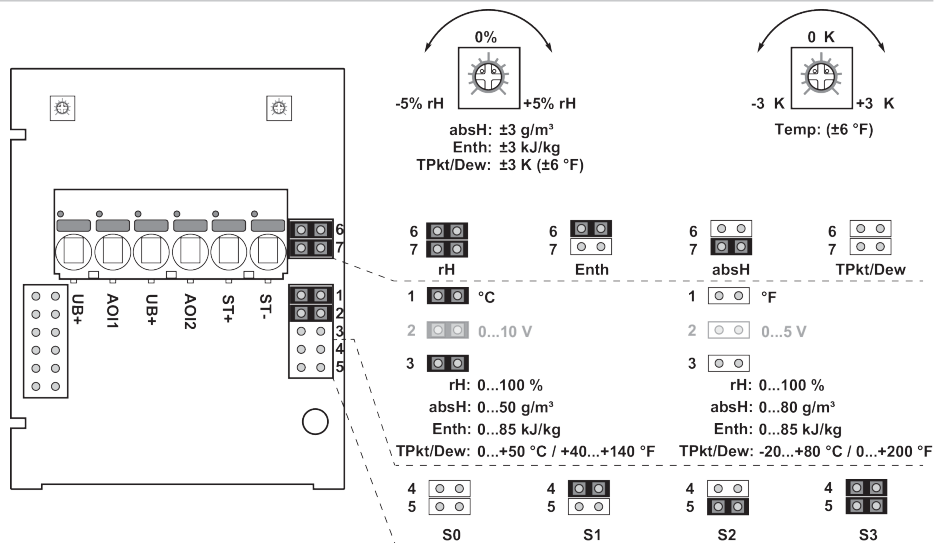 0%
-5% rH +5% rH
absH: ±3 g/m³
Enth: ±3 kJ/kg
TPkt/Dew: ±3 K (±6 °F)
0 K
-3 K +3 K
Temp: (±6 °F)
6
7
UB+ AOI1 UB+ AOI2 ST+ ST-
1
2
3
4
5
6
7
rH
6
7
Enth
6
7
absH
6
7
TPkt/Dew
1 °C
2 0...10 V
3
rH: 0...100 %
absH: 0...50 g/m³
Enth: 0...85 kJ/kg
TPkt/Dew: 0...+50 °C / +40...+140 °F
1 °F
2 0...5 V
3
rH: 0...100 %
absH: 0...80 g/m³
Enth: 0...85 kJ/kg
TPkt/Dew: -20...+80 °C / 0...+200 °F
4
5
S0
4
5
S1
4
5
S2
4
5
S3